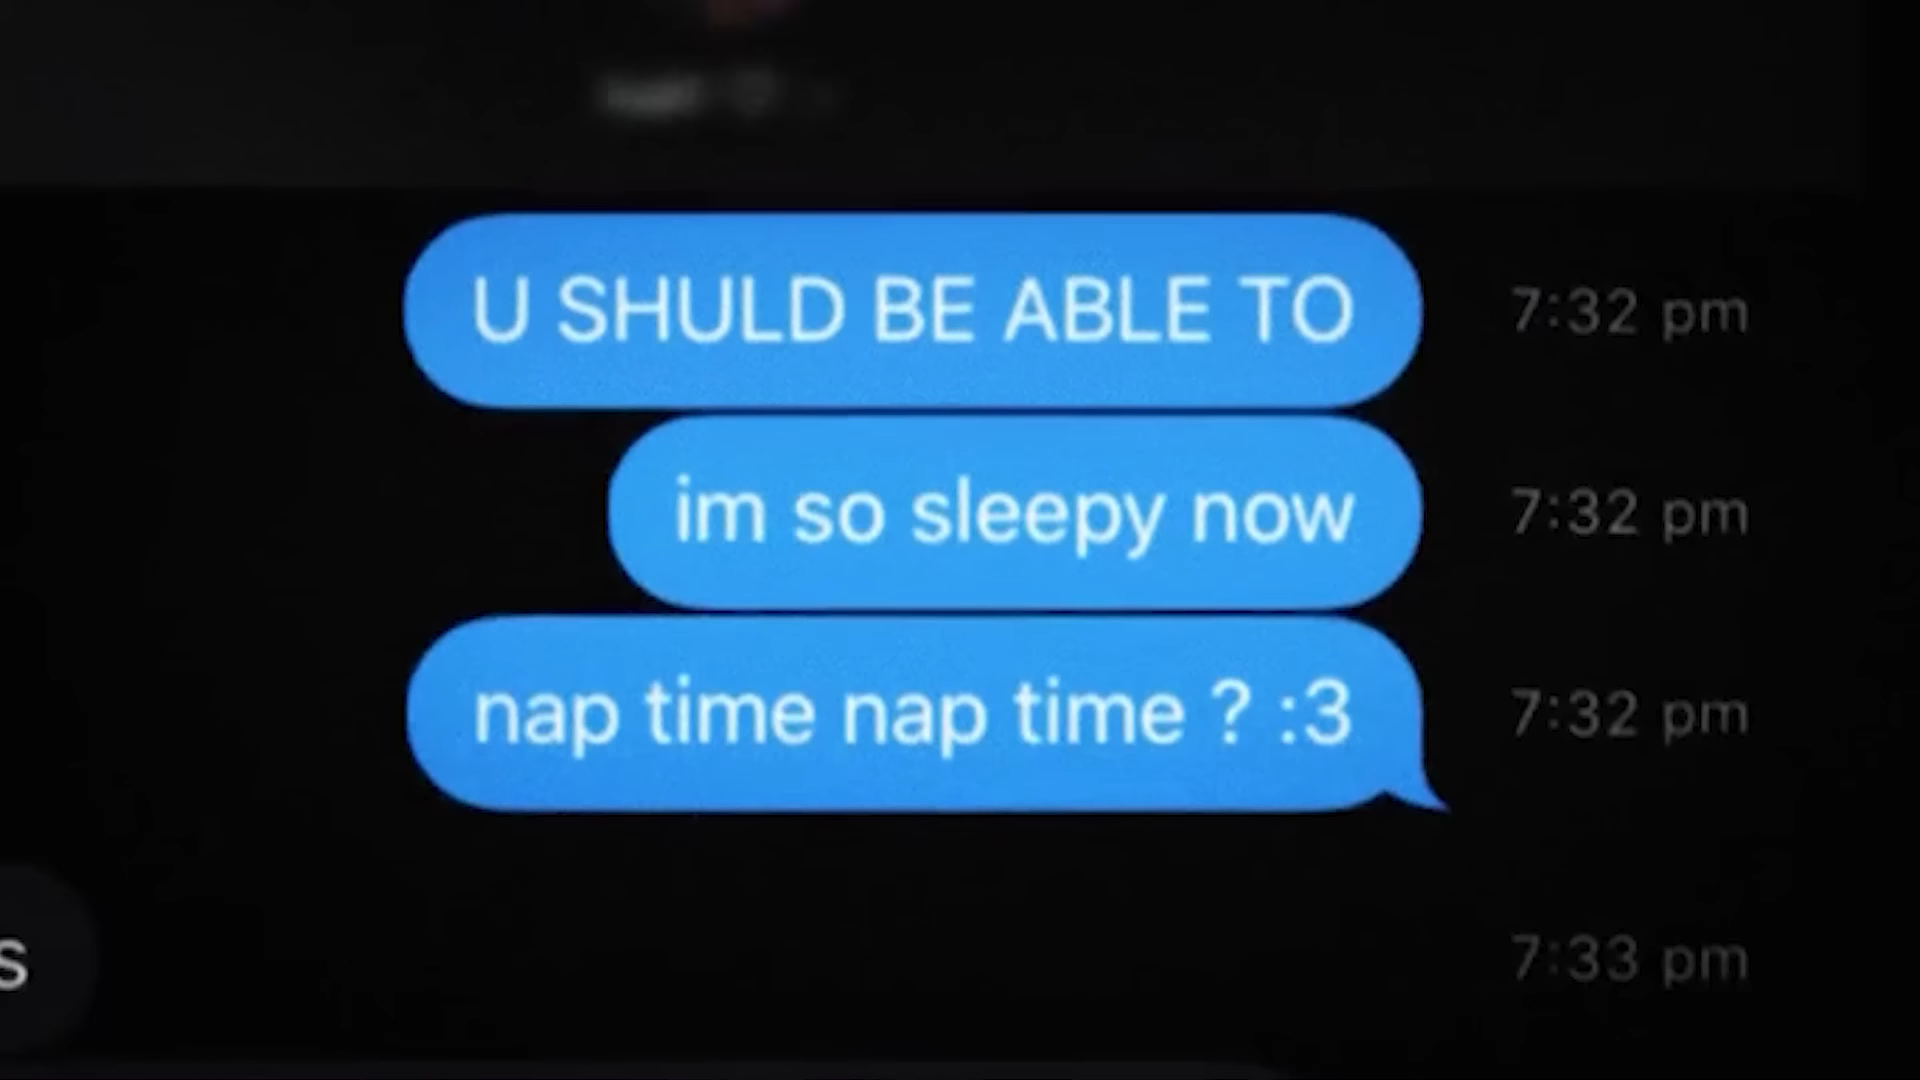 U SHULD BE ABLE TO
7:32 pm
im so sleepy now
7:32 pm
nap time nap time ? :3
7:32 pm
s
7:33 pm